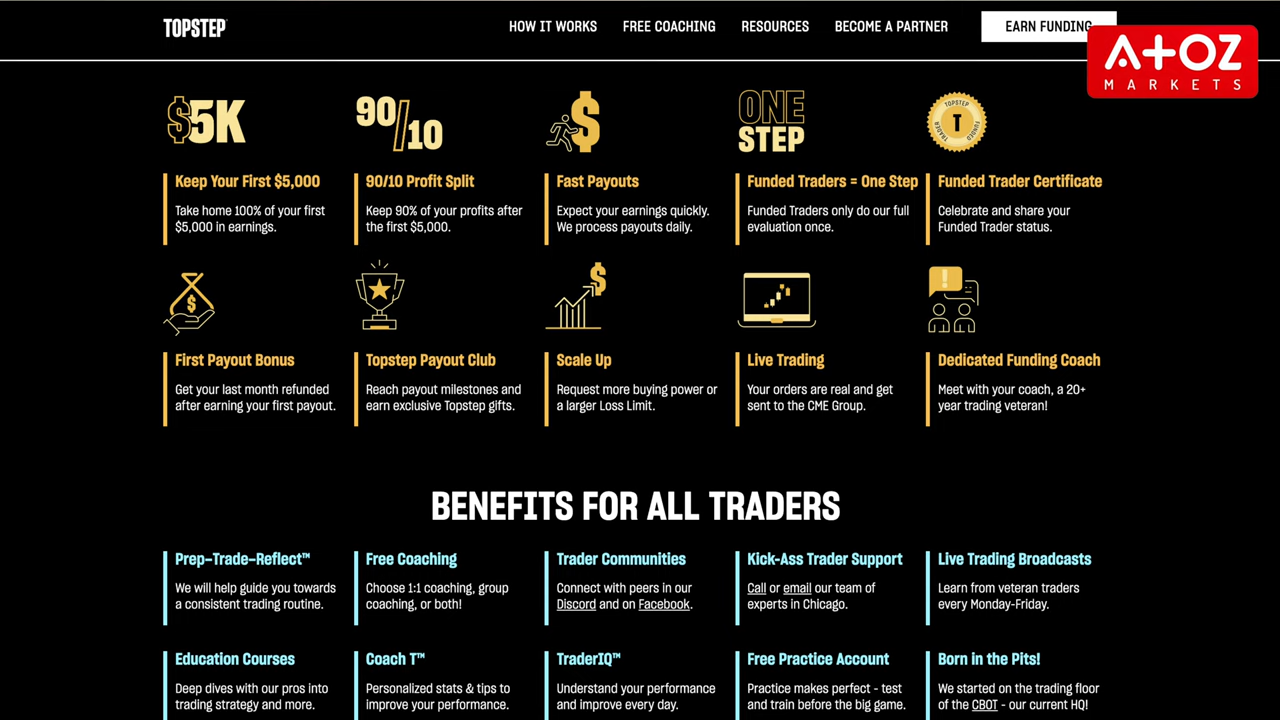 TOPSTEP
HOW IT WORKS FREE COACHING RESOURCES BECOME A PARTNER EARN FUNDING
ATOZ
MARKETS
$5K
90/10
ONE
STEP
TOPSTEP
T
FUNDED TRADER
Keep Your First $5,000
Take home 100% of your first
$5,000 in earnings.
90/10 Profit Split
Keep 90% of your profits after
the first $5,000.
Fast Payouts
Expect your earnings quickly.
We process payouts daily.
Funded Traders = One Step
Funded Traders only do our full
evaluation once.
Funded Trader Certificate
Celebrate and share your
Funded Trader status.
First Payout Bonus
Get your last month refunded
after earning your first payout.
Topstep Payout Club
Reach payout milestones and
earn exclusive Topstep gifts.
Scale Up
Request more buying power or
a larger Loss Limit.
Live Trading
Your orders are real and get
sent to the CME Group.
Dedicated Funding Coach
Meet with your coach, a 20+
year trading veteran!
BENEFITS FOR ALL TRADERS
Prep-Trade-Reflect™
We will help guide you towards
a consistent trading routine.
Free Coaching
Choose 1:1 coaching, group
coaching, or both!
Trader Communities
Connect with peers in our
Discord and on Facebook.
Kick-Ass Trader Support
Call or email our team of
experts in Chicago.
Live Trading Broadcasts
Learn from veteran traders
every Monday-Friday.
Education Courses
Deep dives with our pros into
trading strategy and more.
Coach T™
Personalized stats & tips to
improve your performance.
TraderIQ™
Understand your performance
and improve every day.
Free Practice Account
Practice makes perfect - test
and train before the big game.
Born in the Pits!
We started on the trading floor
of the CBOT - our current HQ!